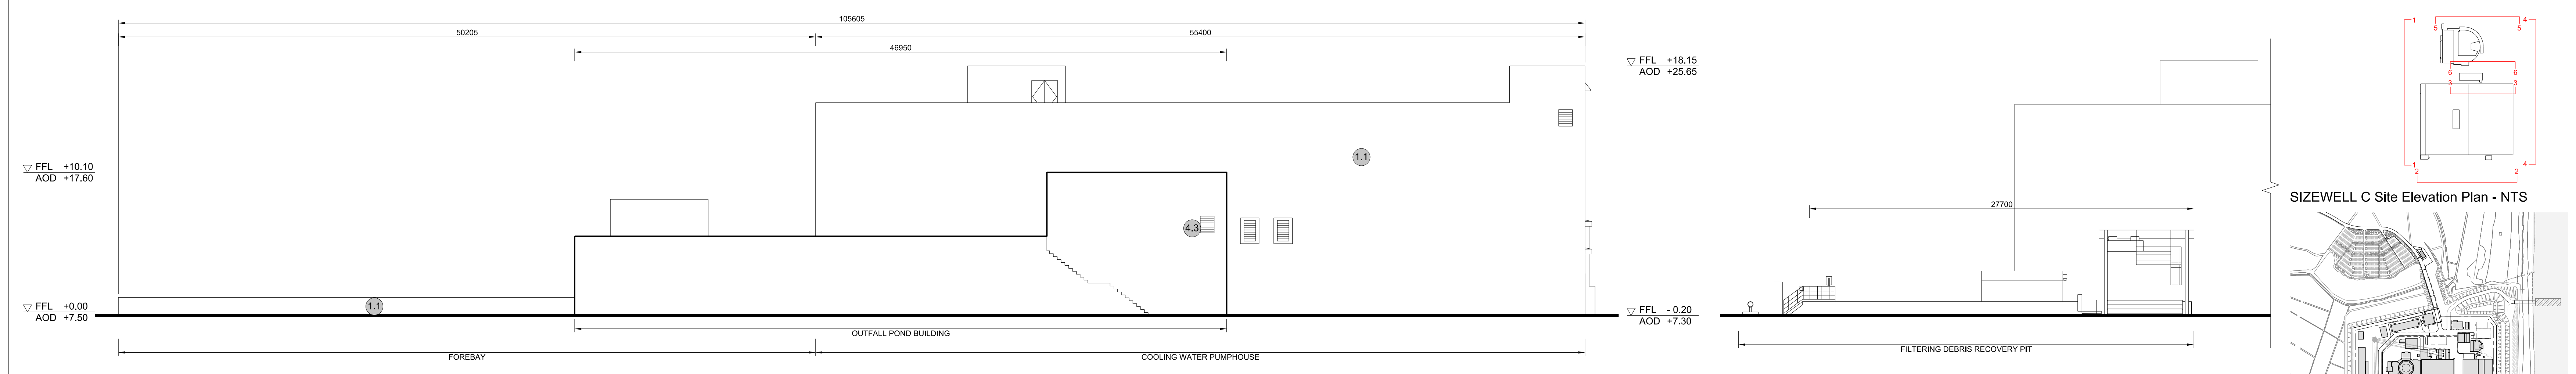 105605
50205
55400
46950
FFL +18.15
AOD +25.65
FFL +10.10
AOD +17.60
1.1
4.3
1.1
FFL +0.00
AOD +7.50
FFL - 0.20
AOD +7.30
OUTFALL POND BUILDING
FOREBAY
COOLING WATER PUMPHOUSE
27700
FILTERING DEBRIS RECOVERY PIT
1
4
5
5
6
6
3
3
1
4
2
2
SIZEWELL C Site Elevation Plan - NTS